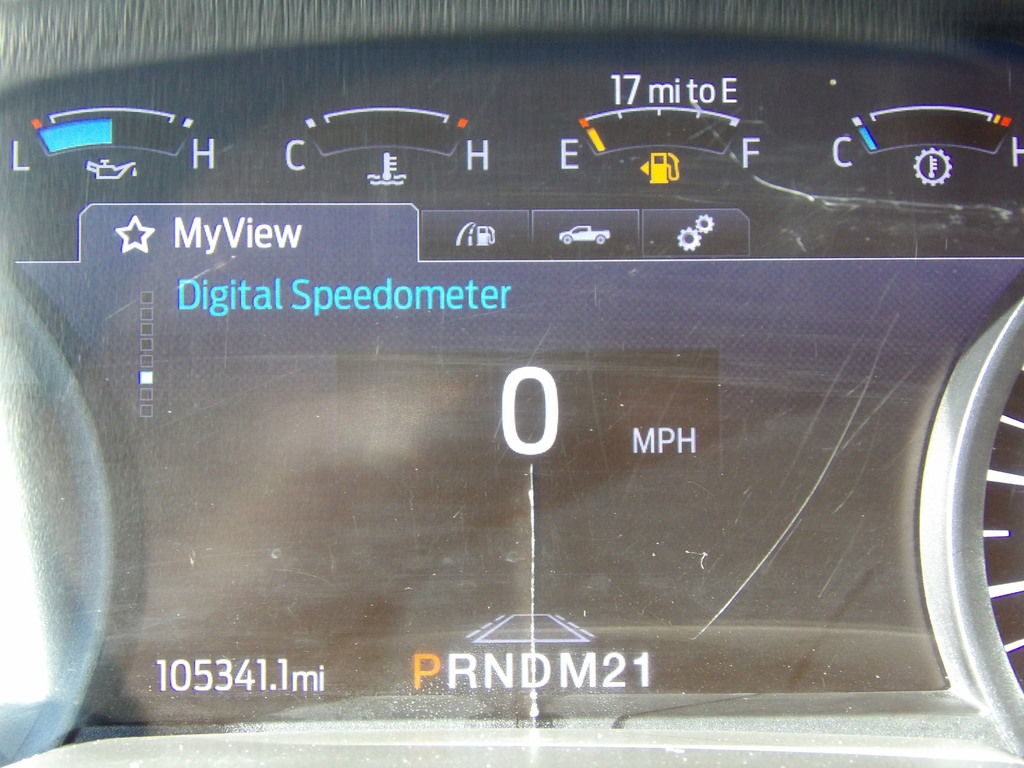 17 mi to E
L H C H E F C H
MyView
Digital Speedometer
0 MPH
105341.1mi PRNDM21